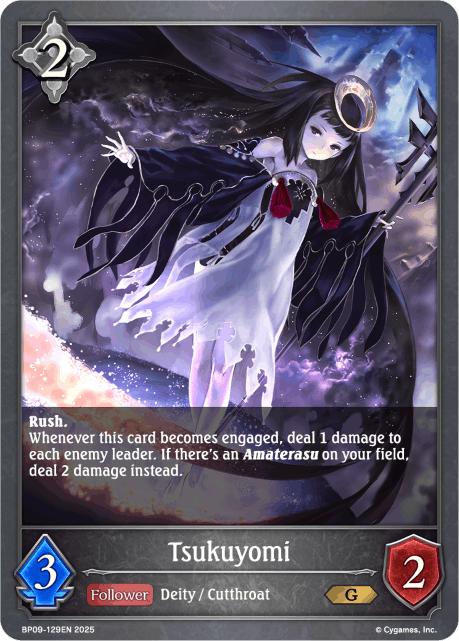 2
Rush.
Whenever this card becomes engaged, deal 1 damage to
each enemy leader. If there's an Amaterasu on your field,
deal 2 damage instead.
Tsukuyomi
3
Follower Deity / Cutthroat G
2
BP09-129EN 2025 © Cygames, Inc.